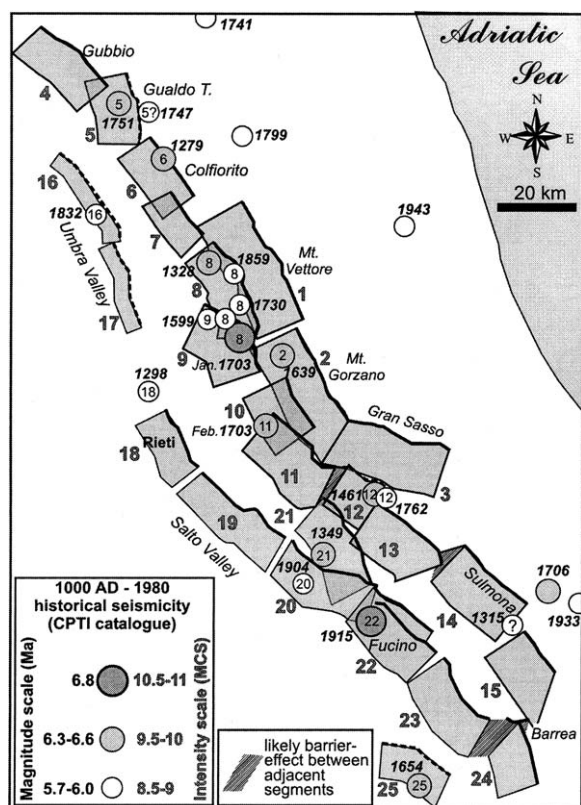 1741
Adriatic
Sea
N
W E
S
20 km
Gubbio
4
Gualdo T.
5
5? 1747
1751
5
1799
1279
6
Colfiorito
6
16
1832 16
Umbra Valley
7
17
1943
1859
1328 8
8
8
Mt.
Vettore
1
8
1730
1599 9 8
8
9
Jan. 1703
2
2
Mt.
Gorzano
1639
1298
18
10
Feb. 1703
11
Gran Sasso
Rieti
18
11
3
1461 12 12
1762
12
21
19
Salto Valley
1349
21
13
1904
20
20
Sulmona
1706
1315
?
1933
14
22
1915
Fucino
22
15
23
Barrea
24
1654
25
25
1000 AD - 1980
historical seismicity
(CPTI catalogue)
Magnitude scale (Ma)
Intensity scale (MCS)
6.8 10.5-11
6.3-6.6 9.5-10
5.7-6.0 8.5-9
likely barrier-
effect between
adjacent
segments